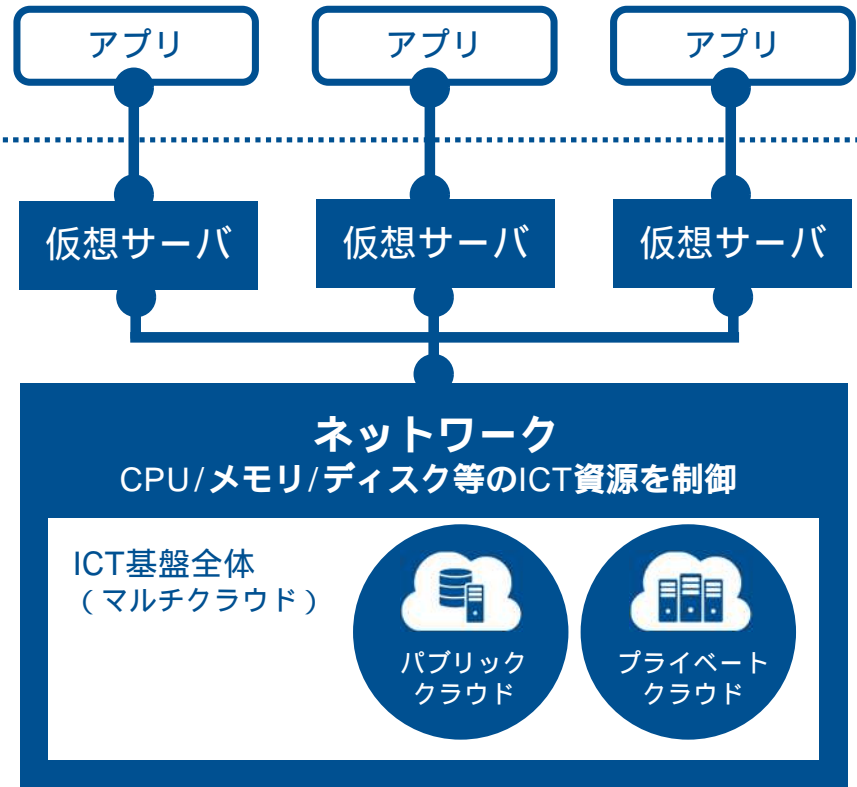 アプリ
アプリ
アプリ
仮想サーバ
仮想サーバ
仮想サーバ
ネットワーク
CPU/メモリ/ディスク等のICT資源を制御
ICT基盤全体
（マルチクラウド）
パブリック
クラウド
プライベート
クラウド